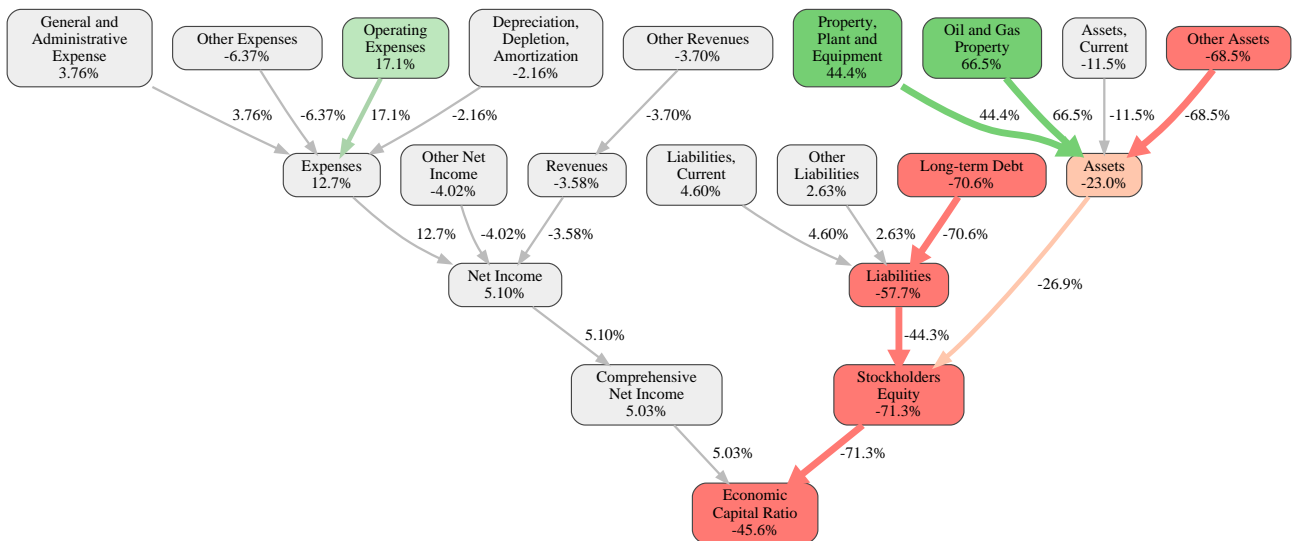 General and
Administrative
Expense
3.76%
Other Expenses
-6.37%
Operating
Expenses
17.1%
Depreciation,
Depletion,
Amortization
-2.16%
Other Revenues
-3.70%
Property,
Plant and
Equipment
44.4%
Oil and Gas
Property
66.5%
Assets,
Current
-11.5%
Other Assets
-68.5%
3.76%
-6.37%
17.1%
-2.16%
-3.70%
44.4%
66.5%
-11.5%
-68.5%
Expenses
12.7%
Other Net
Income
-4.02%
Revenues
-3.58%
Liabilities,
Current
4.60%
Other
Liabilities
2.63%
Long-term Debt
-70.6%
Assets
-23.0%
12.7%
-4.02%
-3.58%
4.60%
2.63%
-70.6%
Net Income
5.10%
Liabilities
-57.7%
-26.9%
5.10%
-44.3%
Comprehensive
Net Income
5.03%
Stockholders
Equity
-71.3%
5.03%
-71.3%
Economic
Capital Ratio
-45.6%